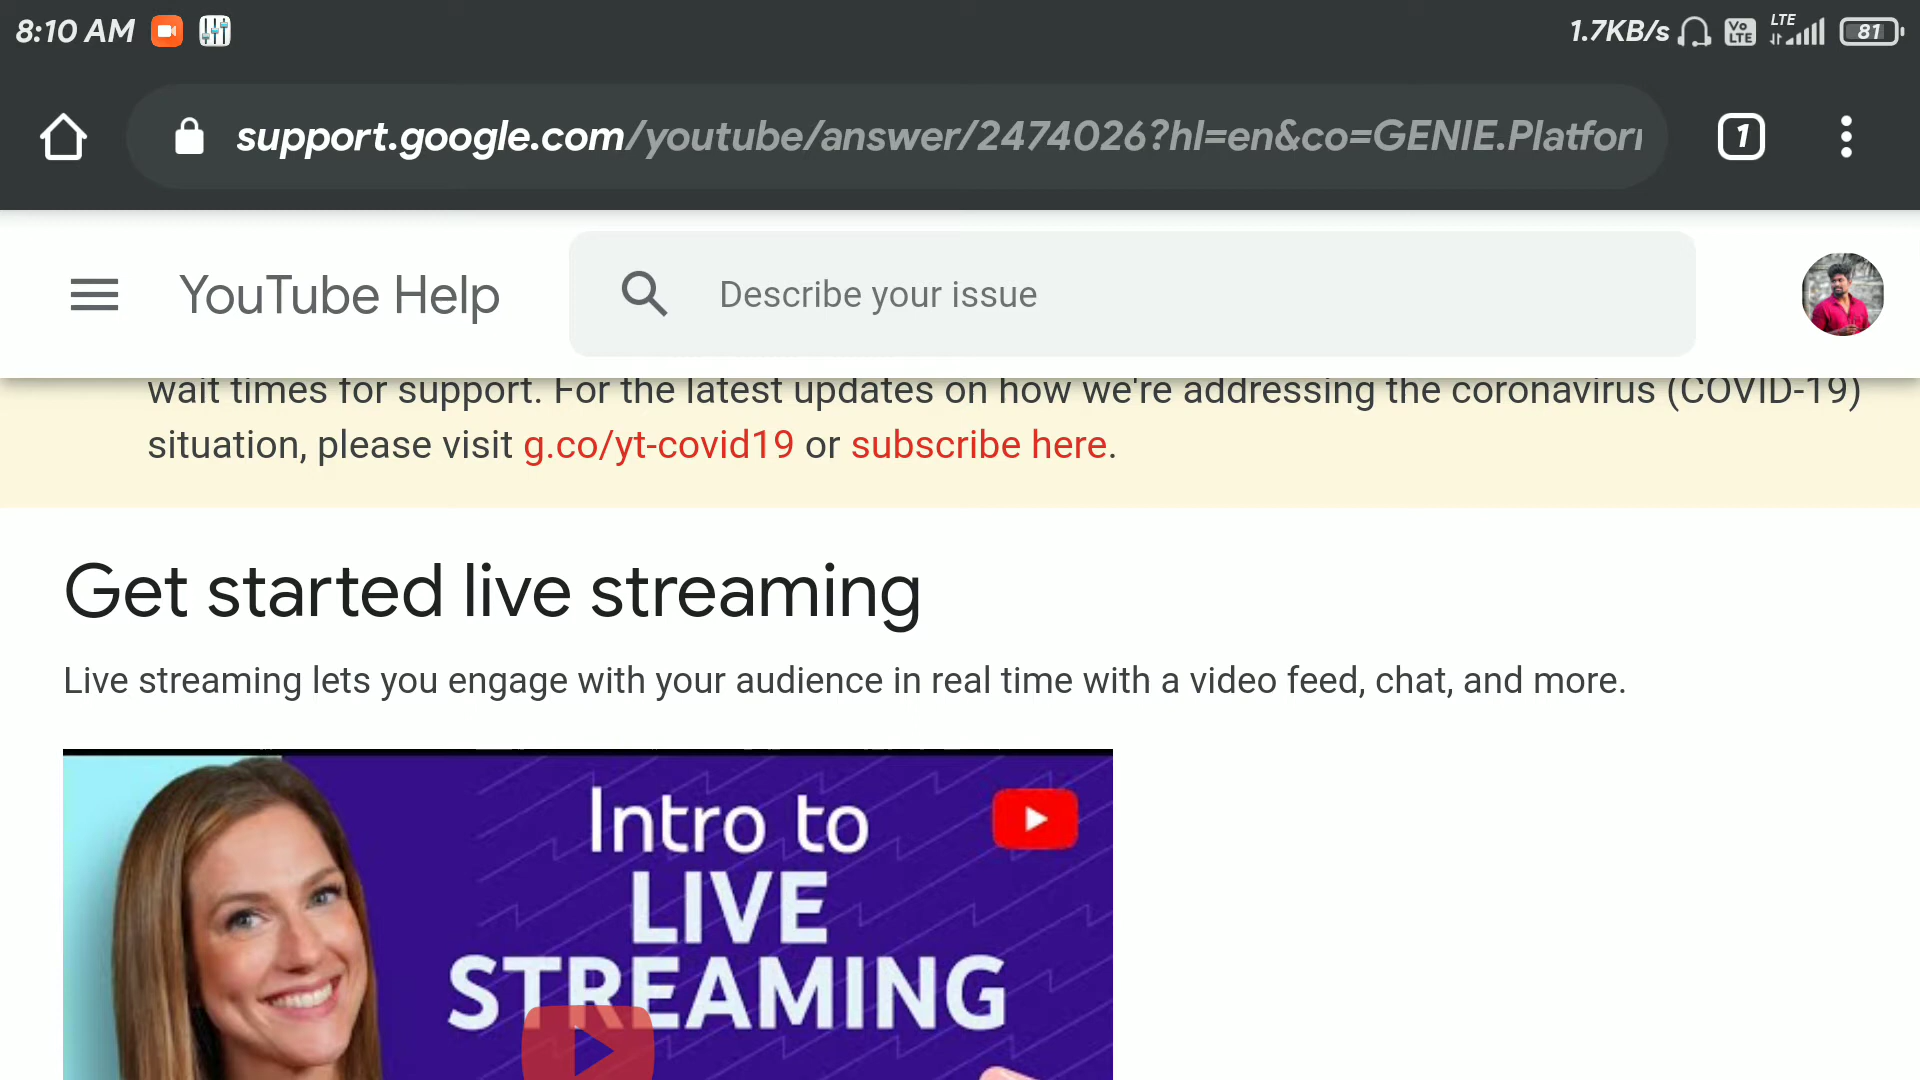 8:10 AM
1.7KB/s
Vo
LTE
LTE
81
support.google.com/youtube/answer/2474026?hl=en&co=GENIE.Platform
1
YouTube Help
Describe your issue
wait times for support. For the latest updates on how we're addressing the coronavirus (COVID-19)
situation, please visit g.co/yt-covid19 or subscribe here.
Get started live streaming
Live streaming lets you engage with your audience in real time with a video feed, chat, and more.
Intro to
LIVE
STREAMING